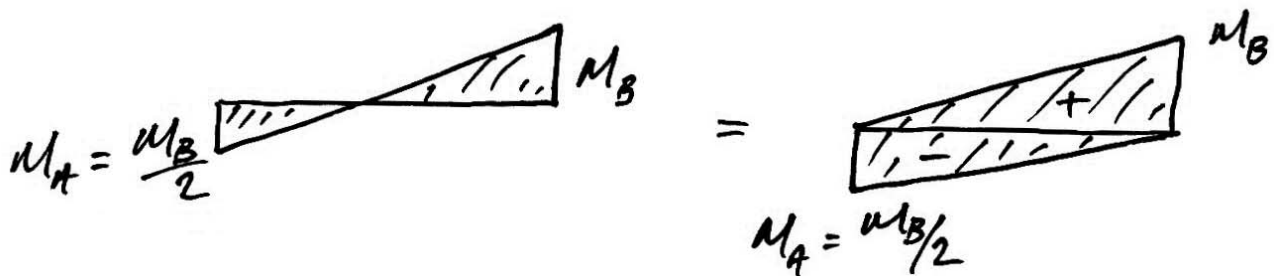 M_A = M_B/2
M_B
=
M_B
+
-
M_A = M_B/2